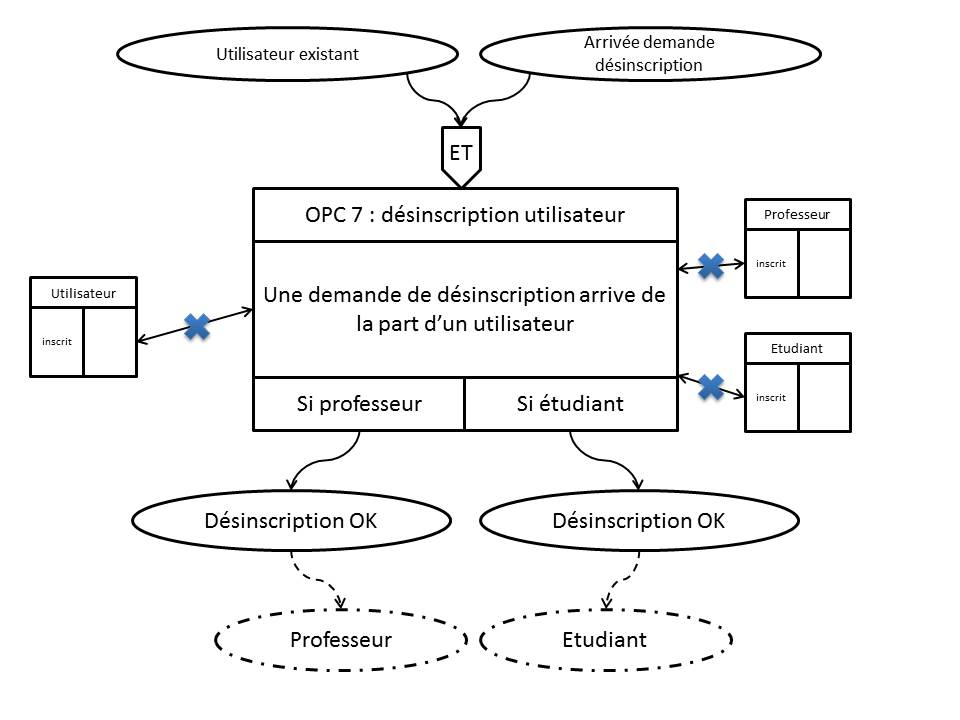 Utilisateur existant
Arrivée demande
désinscription
ET
OPC 7 : désinscription utilisateur
Professeur
inscrit
Utilisateur
inscrit
Une demande de désinscription arrive de
la part d’un utilisateur
Etudiant
inscrit
Si professeur
Si étudiant
Désinscription OK
Désinscription OK
Professeur
Etudiant